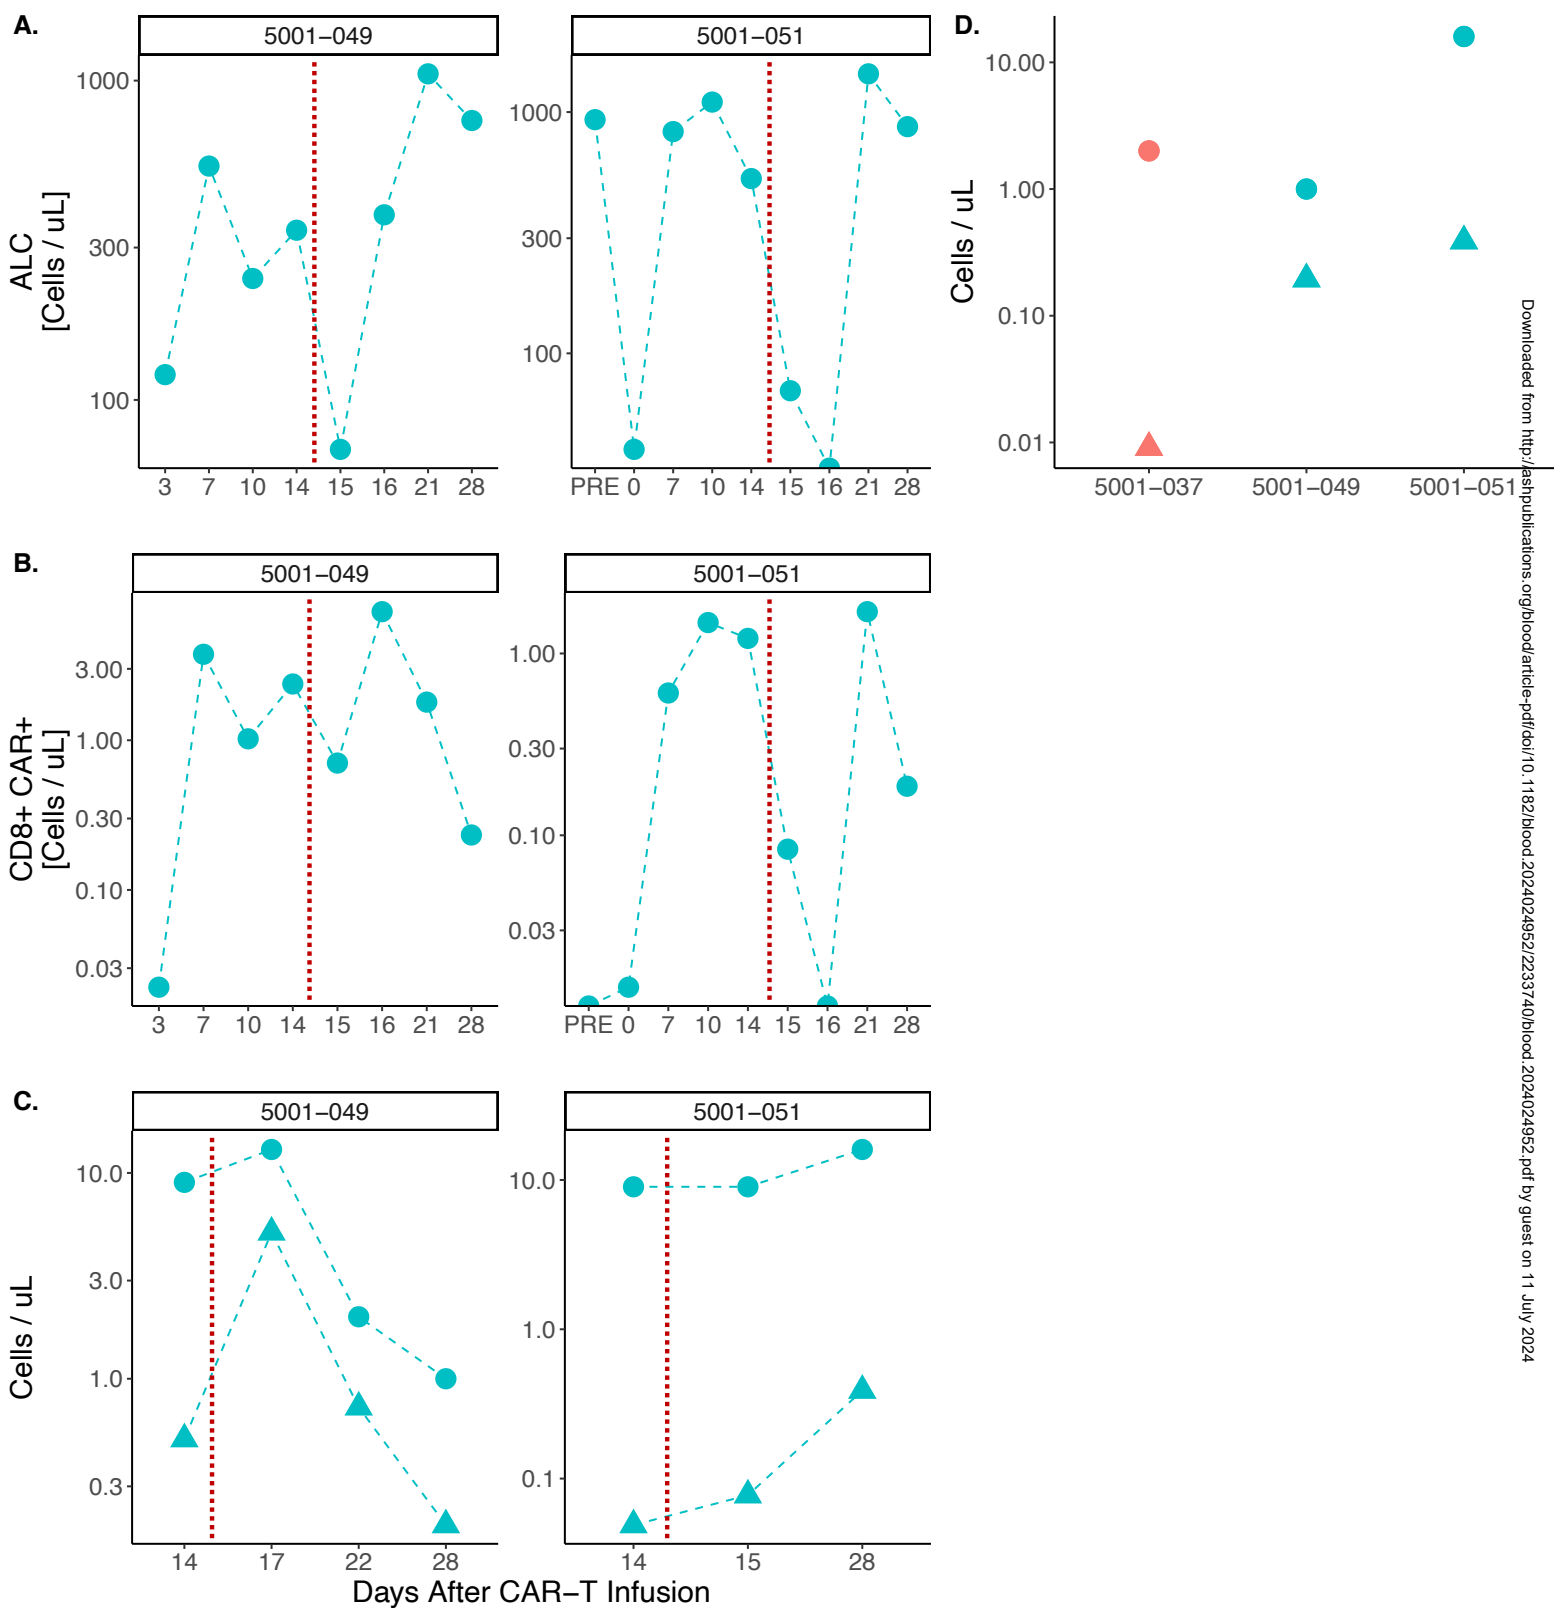 A.
5001−049
5001−051
ALC
[Cells / uL]
1000
300
100
3 7 10 14 15 16 21 28
1000
300
100
PRE 0 7 10 14 15 16 21 28
D.
Cells / uL
10.00
1.00
0.10
0.01
5001−037 5001−049 5001−051
B.
5001−049
5001−051
CD8+ CAR+
[Cells / uL]
3.00
1.00
0.30
0.10
0.03
3 7 10 14 15 16 21 28
1.00
0.30
0.10
0.03
PRE 0 7 10 14 15 16 21 28
C.
5001−049
5001−051
Cells / uL
10.0
3.0
1.0
0.3
14 17 22 28
10.0
1.0
0.1
14 15 28
Days After CAR−T Infusion
Downloaded from http://ashpublications.org/blood/article-pdf/doi/10.1182/blood.2024024952/2233740/blood.2024024952.pdf by guest on 11 July 2024